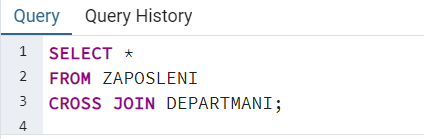 Query Query History
1 SELECT *
2 FROM ZAPOSLENI
3 CROSS JOIN DEPARTMANI;
4